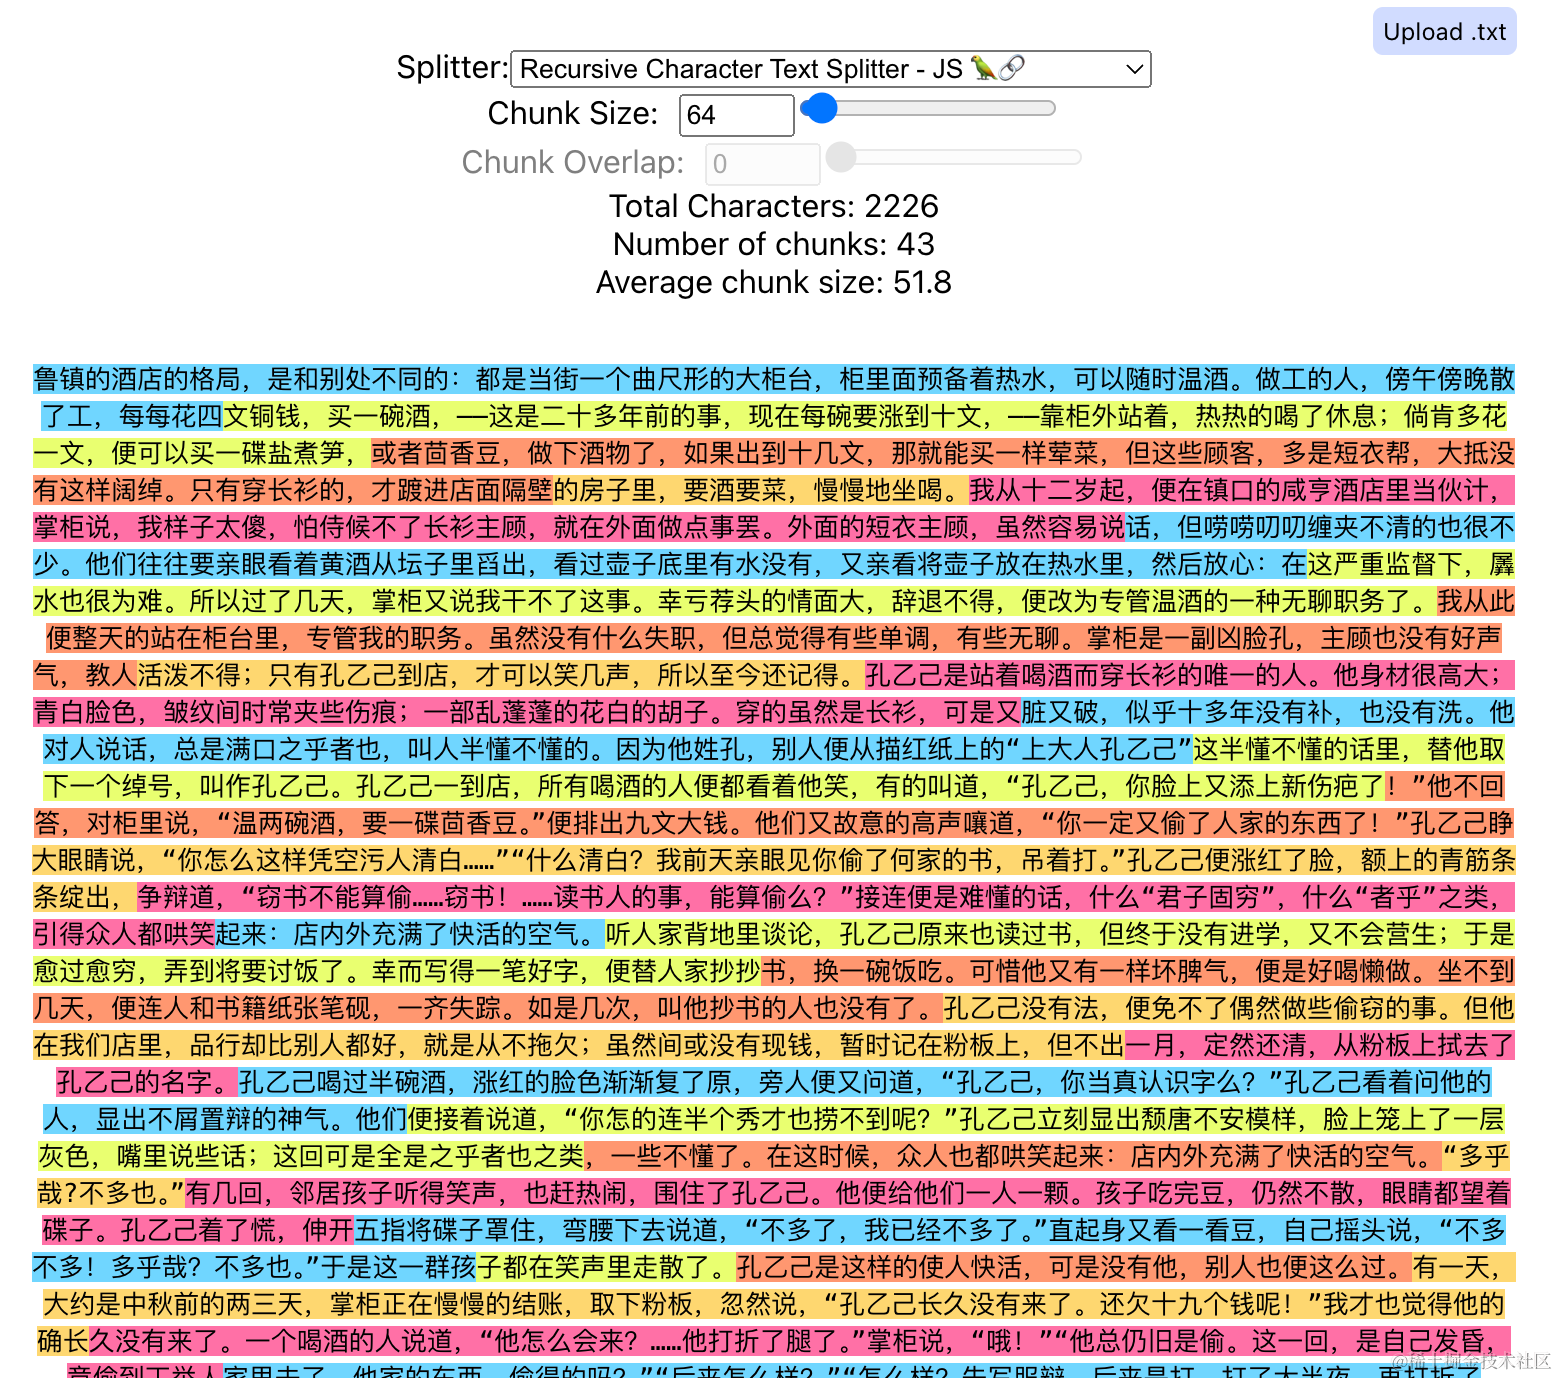 Upload .txt
Splitter: Recursive Character Text Splitter - JS 🦜🔗
Chunk Size: 64
Chunk Overlap: 0
Total Characters: 2226
Number of chunks: 43
Average chunk size: 51.8
鲁镇的酒店的格局，是和别处不同的：都是当街一个曲尺形的大柜台，柜里面预备着热水，可以随时温酒。做工的人，傍午傍晚散
了工，每每花四文铜钱，买一碗酒，——这是二十多年前的事，现在每碗要涨到十文，——靠柜外站着，热热的喝了休息；倘肯多花
一文，便可以买一碟盐煮笋，或者茴香豆，做下酒物了，如果出到十几文，那就能买一样荤菜，但这些顾客，多是短衣帮，大抵没
有这样阔绰。只有穿长衫的，才踱进店面隔壁的房子里，要酒要菜，慢慢地坐喝。我从十二岁起，便在镇口的咸亨酒店里当伙计，
掌柜说，我样子太傻，怕侍候不了长衫主顾，就在外面做点事罢。外面的短衣主顾，虽然容易说话，但唠唠叨叨缠夹不清的也很不
少。他们往往要亲眼看着黄酒从坛子里舀出，看过壶子底里有水没有，又亲看将壶子放在热水里，然后放心：在这严重监督下，羼
水也很为难。所以过了几天，掌柜又说我干不了这事。幸亏荐头的情面大，辞退不得，便改为专管温酒的一种无聊职务了。我从此
便整天的站在柜台里，专管我的职务。虽然没有什么失职，但总觉得有些单调，有些无聊。掌柜是一副凶脸孔，主顾也没有好声
气，教人活泼不得；只有孔乙己到店，才可以笑几声，所以至今还记得。孔乙己是站着喝酒而穿长衫的唯一的人。他身材很高大；
青白脸色，皱纹间时常夹些伤痕；一部乱蓬蓬的花白的胡子。穿的虽然是长衫，可是又脏又破，似乎十多年没有补，也没有洗。他
对人说话，总是满口之乎者也，叫人半懂不懂的。因为他姓孔，别人便从描红纸上的“上大人孔乙己”这半懂不懂的话里，替他取
下一个绰号，叫作孔乙己。孔乙己一到店，所有喝酒的人便都看着他笑，有的叫道，“孔乙己，你脸上又添上新伤疤了！”他不回
答，对柜里说，“温两碗酒，要一碟茴香豆。”便排出九文大钱。他们又故意的高声嚷道，“你一定又偷了人家的东西了！”孔乙己睁
大眼睛说，“你怎么这样凭空污人清白……”“什么清白？我前天亲眼见你偷了何家的书，吊着打。”孔乙己便涨红了脸，额上的青筋条
条绽出，争辩道，“窃书不能算偷……窃书！……读书人的事，能算偷么？”接连便是难懂的话，什么“君子固穷”，什么“者乎”之类，
引得众人都哄笑起来：店内外充满了快活的空气。听人家背地里谈论，孔乙己原来也读过书，但终于没有进学，又不会营生；于是
愈过愈穷，弄到将要讨饭了。幸而写得一笔好字，便替人家抄抄书，换一碗饭吃。可惜他又有一样坏脾气，便是好喝懒做。坐不到
几天，便连人和书籍纸张笔砚，一齐失踪。如是几次，叫他抄书的人也没有了。孔乙己没有法，便免不了偶然做些偷窃的事。但他
在我们店里，品行却比别人都好，就是从不拖欠；虽然间或没有现钱，暂时记在粉板上，但不出一月，定然还清，从粉板上拭去了
孔乙己的名字。孔乙己喝过半碗酒，涨红的脸色渐渐复了原，旁人便又问道，“孔乙己，你当真认识字么？”孔乙己看着问他的
人，显出不屑置辩的神气。他们便接着说道，“你怎的连半个秀才也捞不到呢？”孔乙己立刻显出颓唐不安模样，脸上笼上了一层
灰色，嘴里说些话；这回可是全是之乎者也之类，一些不懂了。在这时候，众人也都哄笑起来：店内外充满了快活的空气。“多乎
哉?不多也。”有几回，邻居孩子听得笑声，也赶热闹，围住了孔乙己。他便给他们一人一颗。孩子吃完豆，仍然不散，眼睛都望着
碟子。孔乙己着了慌，伸开五指将碟子罩住，弯腰下去说道，“不多了，我已经不多了。”直起身又看一看豆，自己摇头说，“不多
不多！多乎哉？不多也。”于是这一群孩子都在笑声里走散了。孔乙己是这样的使人快活，可是没有他，别人也便这么过。有一天，
大约是中秋前的两三天，掌柜正在慢慢的结账，取下粉板，忽然说，“孔乙己长久没有来了。还欠十九个钱呢！”我才也觉得他的
确长久没有来了。一个喝酒的人说道，“他怎么会来？……他打折了腿了。”掌柜说，“哦！”“他总仍旧是偷。这一回，是自己发昏，
竟偷到丁举人家里去了。他家的东西，偷得的吗？”“后来怎么样？”“怎么样？先写服辩，后来是打，打了大半夜，再打折了
@稀土掘金技术社区